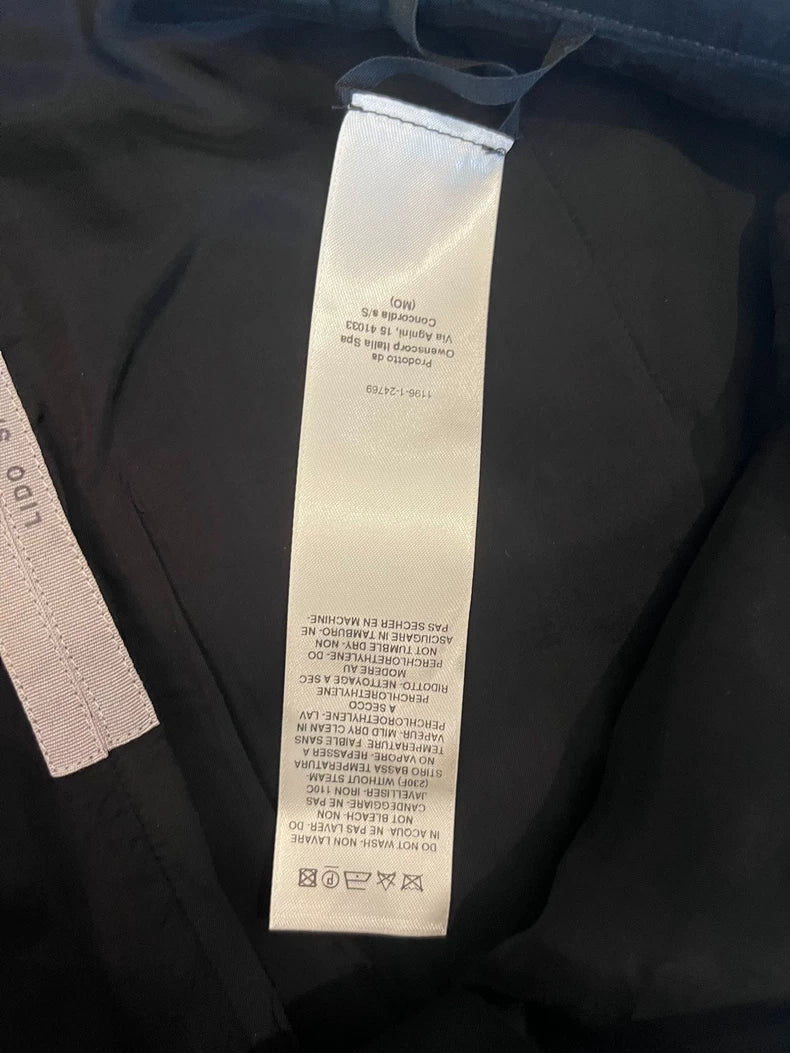 DO NOT WASH- NON LAVARE
IN ACQUA- NE PAS LAVER- DO
NOT BLEACH- NON
CANDEGGIARE- NE PAS
JAVELLISER- IRON 110C
(230F) WITHOUT STEAM-
STIRO BASSA TEMPERATURA
NO VAPORE- REPASSER A
TEMPERATURE FAIBLE SANS
VAPEUR- MILD DRY CLEAN IN
PERCHLOROETHYLENE- LAV
A SECCO
PERCHLORETHYLENE
RIDOTTO- NETTOYAGE A SEC
MODERE AU
PERCHLORETHYLENE- DO
NOT TUMBLE DRY- NON
ASCIUGARE IN TAMBURO- NE
PAS SECHER EN MACHINE-
1196-1-24769
Prodotto da
Owenscorp Italia Spa
Via Agnini, 15 41033
Concordia s/S
(MO)
LIDO